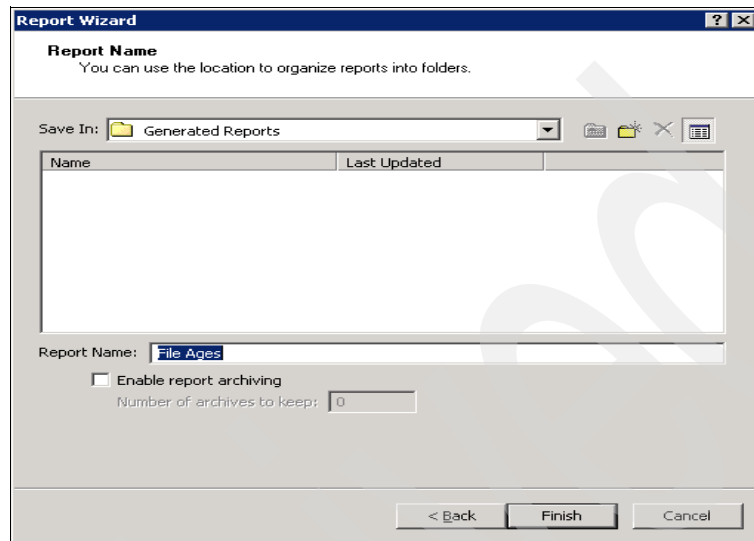 Report Wizard
Report Name
You can use the location to organize reports into folders.
Save In: Generated Reports
Name Last Updated
Report Name: File Ages
Enable report archiving
Number of archives to keep: 0
< Back Finish Cancel